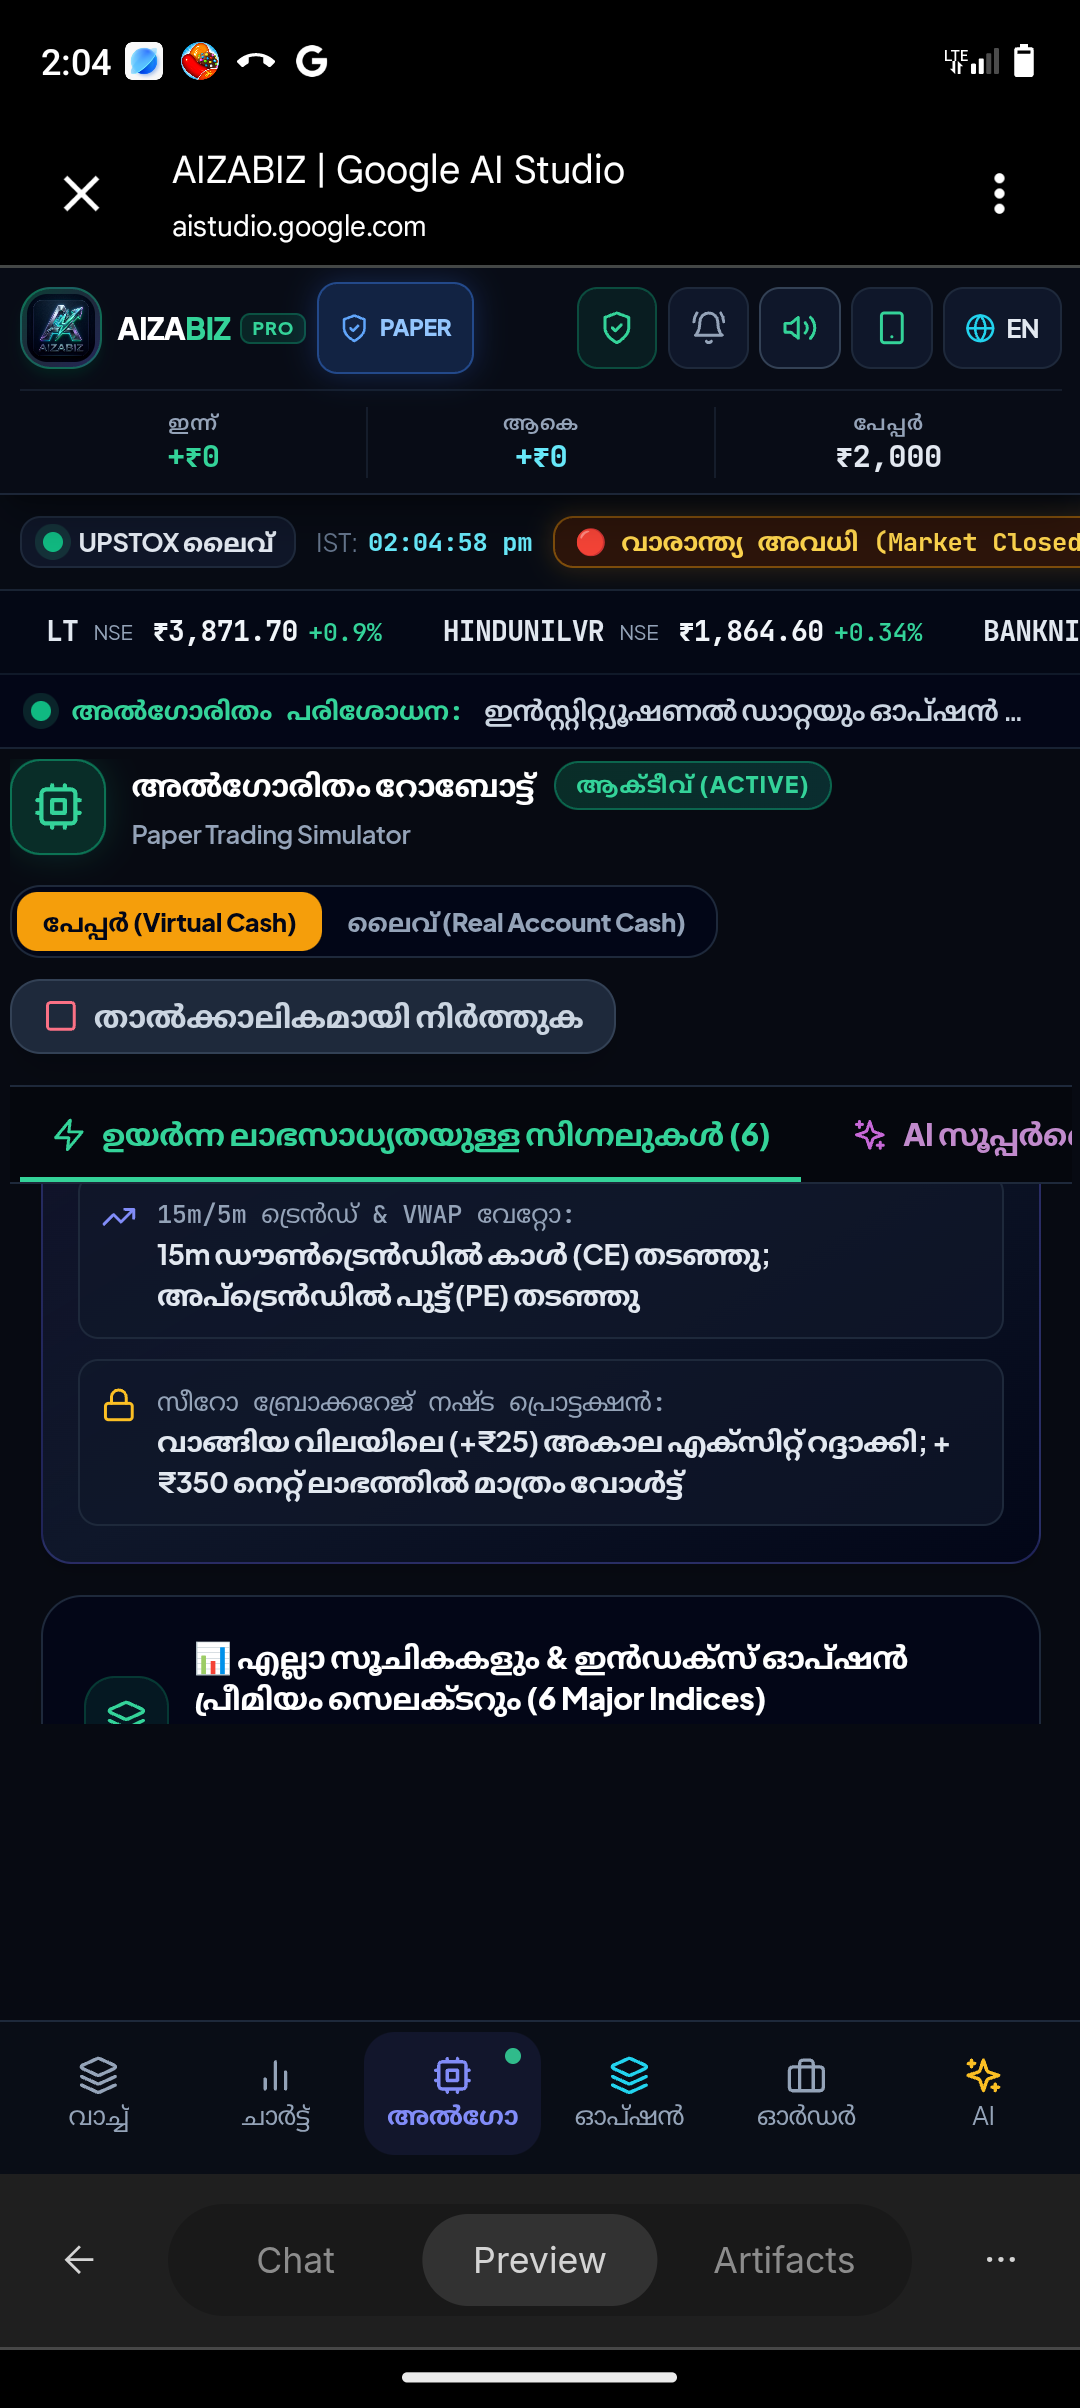 2:04
LTE
AIZABIZ | Google AI Studio
aistudio.google.com
AIZABIZ
AIZABIZ PRO
PAPER
EN
ഇന്ന്
ആകെ
പേപ്പർ
+₹0
+₹0
₹2,000
UPSTOX ലൈവ്
IST: 02:04:58 pm
🔴 വാരാന്ത്യ അവധി (Market Closed
LT NSE ₹3,871.70 +0.9%
HINDUNILVR NSE ₹1,864.60 +0.34%
BANKNI
അൽഗോരിതം പരിശോധന: ഇൻസ്റ്റിറ്റ്യൂഷണൽ ഡാറ്റയും ഓപ്ഷൻ ...
അൽഗോരിതം റോബോട്ട്
ആക്ടീവ് (ACTIVE)
Paper Trading Simulator
പേപ്പർ (Virtual Cash)
ലൈവ് (Real Account Cash)
താൽക്കാലികമായി നിർത്തുക
ഉയർന്ന ലാഭസാധ്യതയുള്ള സിഗ്നലുകൾ (6)
AI സൂപ്പർ
15m/5m ട്രെൻഡ് & VWAP വേറ്റോ:
15m ഡൗൺട്രെൻഡിൽ കാൾ (CE) തടഞ്ഞു;
അപ്ട്രെൻഡിൽ പുട്ട് (PE) തടഞ്ഞു
സീറോ ബ്രോക്കറേജ് നഷ്ട പ്രൊട്ടക്ഷൻ:
വാങ്ങിയ വിലയിലെ (+₹25) അകാല എക്സിറ്റ് റദ്ദാക്കി; +
₹350 നെറ്റ് ലാഭത്തിൽ മാത്രം വോൾട്ട്
📊 എല്ലാ സൂചികകളും & ഇൻഡക്സ് ഓപ്ഷൻ
പ്രീമിയം സെലക്ടറും (6 Major Indices)
വാച്ച്
ചാർട്ട്
അൽഗോ
ഓപ്ഷൻ
ഓർഡർ
AI
Chat
Preview
Artifacts